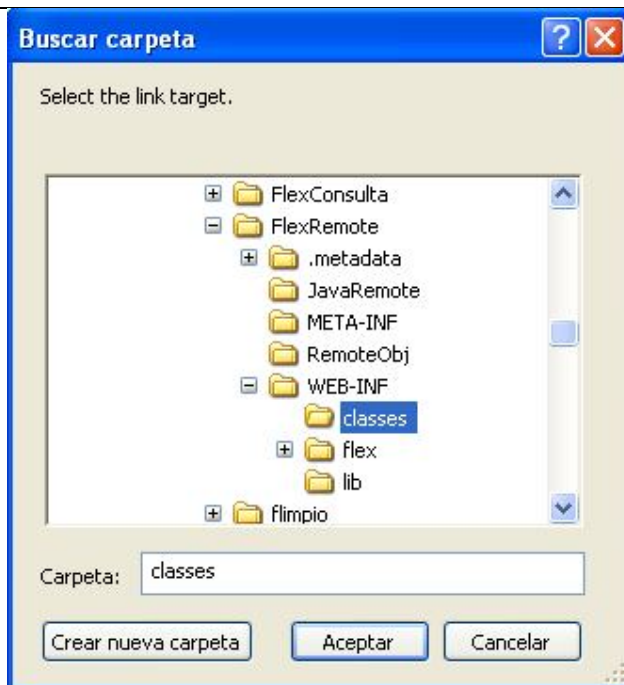 Buscar carpeta
Select the link target.
FlexConsulta
FlexRemote
.metadata
JavaRemote
META-INF
RemoteObj
WEB-INF
classes
flex
lib
flimpio
Carpeta: classes
Crear nueva carpeta Aceptar Cancelar